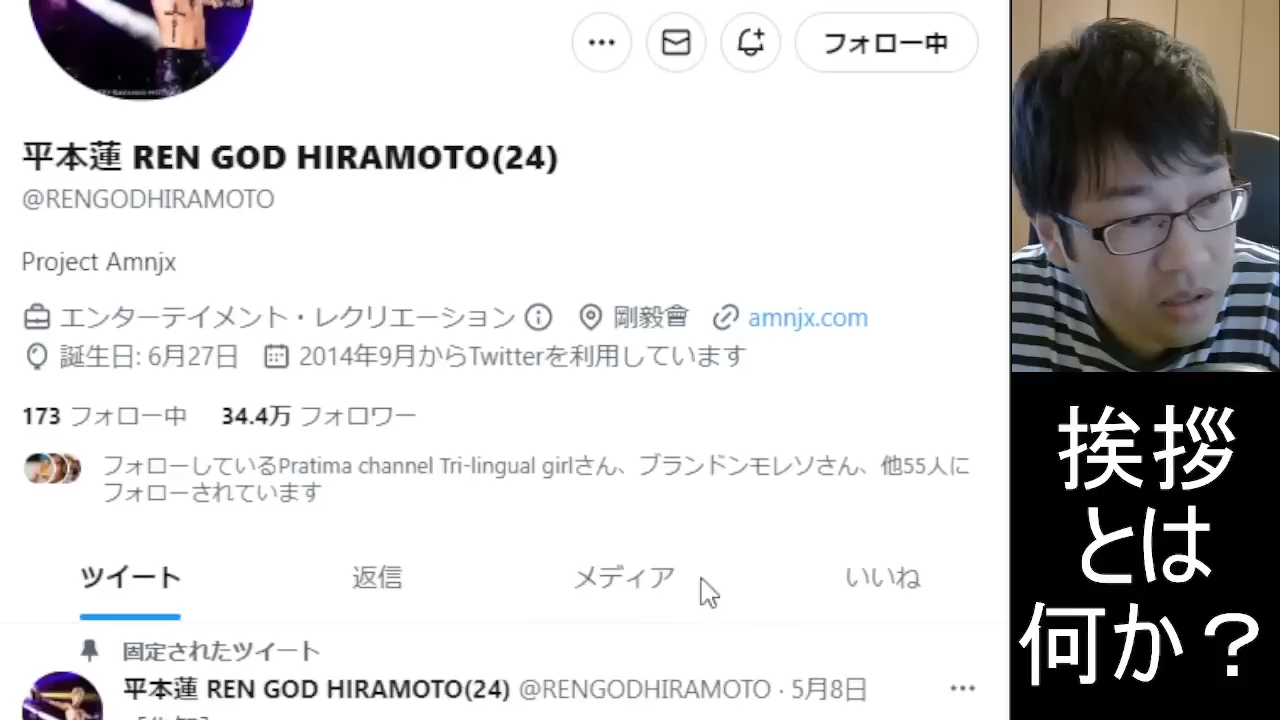 フォロー中
平本蓮 REN GOD HIRAMOTO(24)
@RENGODHIRAMOTO
Project Amnjx
エンターテイメント・レクリエーション 剛毅會 amnjx.com
誕生日: 6月27日 2014年9月からTwitterを利用しています
173 フォロー中 34.4万 フォロワー
フォローしているPratima channel Tri-lingual girlさん、ブランドンモレソさん、他55人に
フォローされています
ツイート 返信 メディア いいね
固定されたツイート
平本蓮 REN GOD HIRAMOTO(24) @RENGODHIRAMOTO · 5月8日
挨拶
とは
何か？